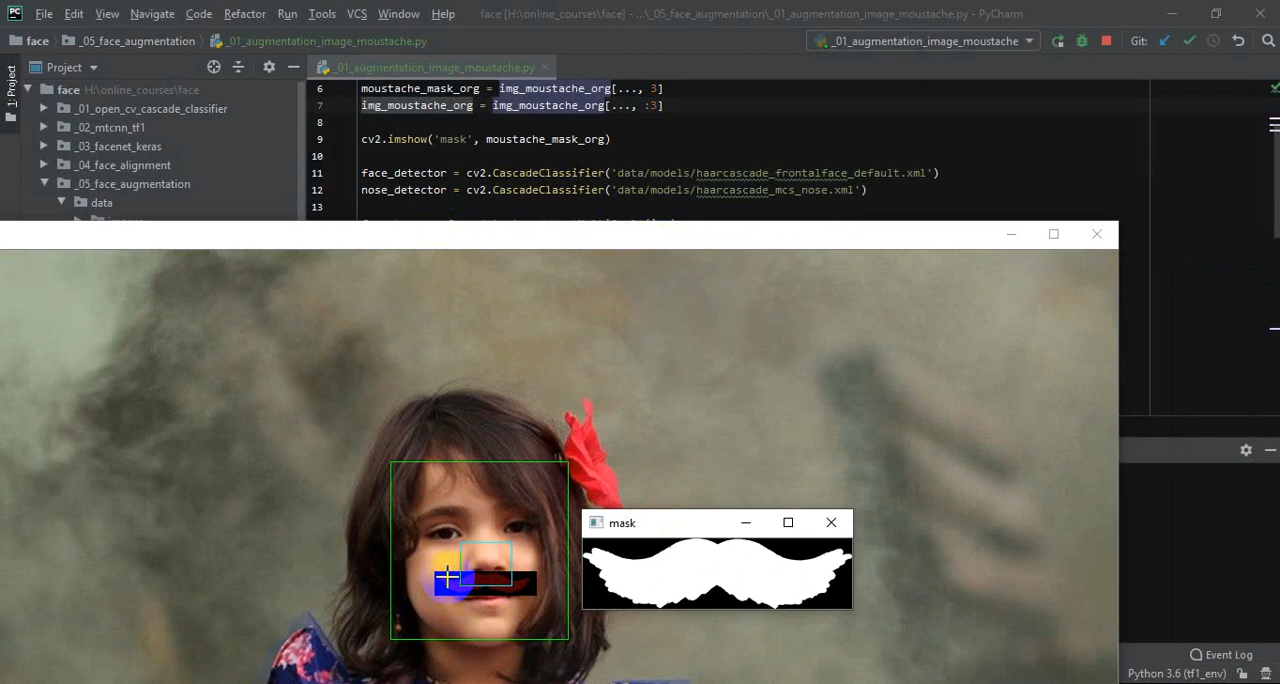 PC File Edit View Navigate Code Refactor Run Tools VCS Window Help face [H:\online_courses\face] - ...\_05_face_augmentation\_01_augmentation_image_moustache.py - PyCharm
face _05_face_augmentation _01_augmentation_image_moustache.py _01_augmentation_image_moustache Git:
1: Project
Project _01_augmentation_image_moustache.py
face H:\online_courses\face
_01_open_cv_cascade_classifier
_02_mtcnn_tf1
_03_facenet_keras
_04_face_alignment
_05_face_augmentation
data
6 moustache_mask_org = img_moustache_org[..., 3]
7 img_moustache_org = img_moustache_org[..., :3]
8
9 cv2.imshow('mask', moustache_mask_org)
10
11 face_detector = cv2.CascadeClassifier('data/models/haarcascade_frontalface_default.xml')
12 nose_detector = cv2.CascadeClassifier('data/models/haarcascade_mcs_nose.xml')
13
mask
Event Log
Python 3.6 (tf1_env)